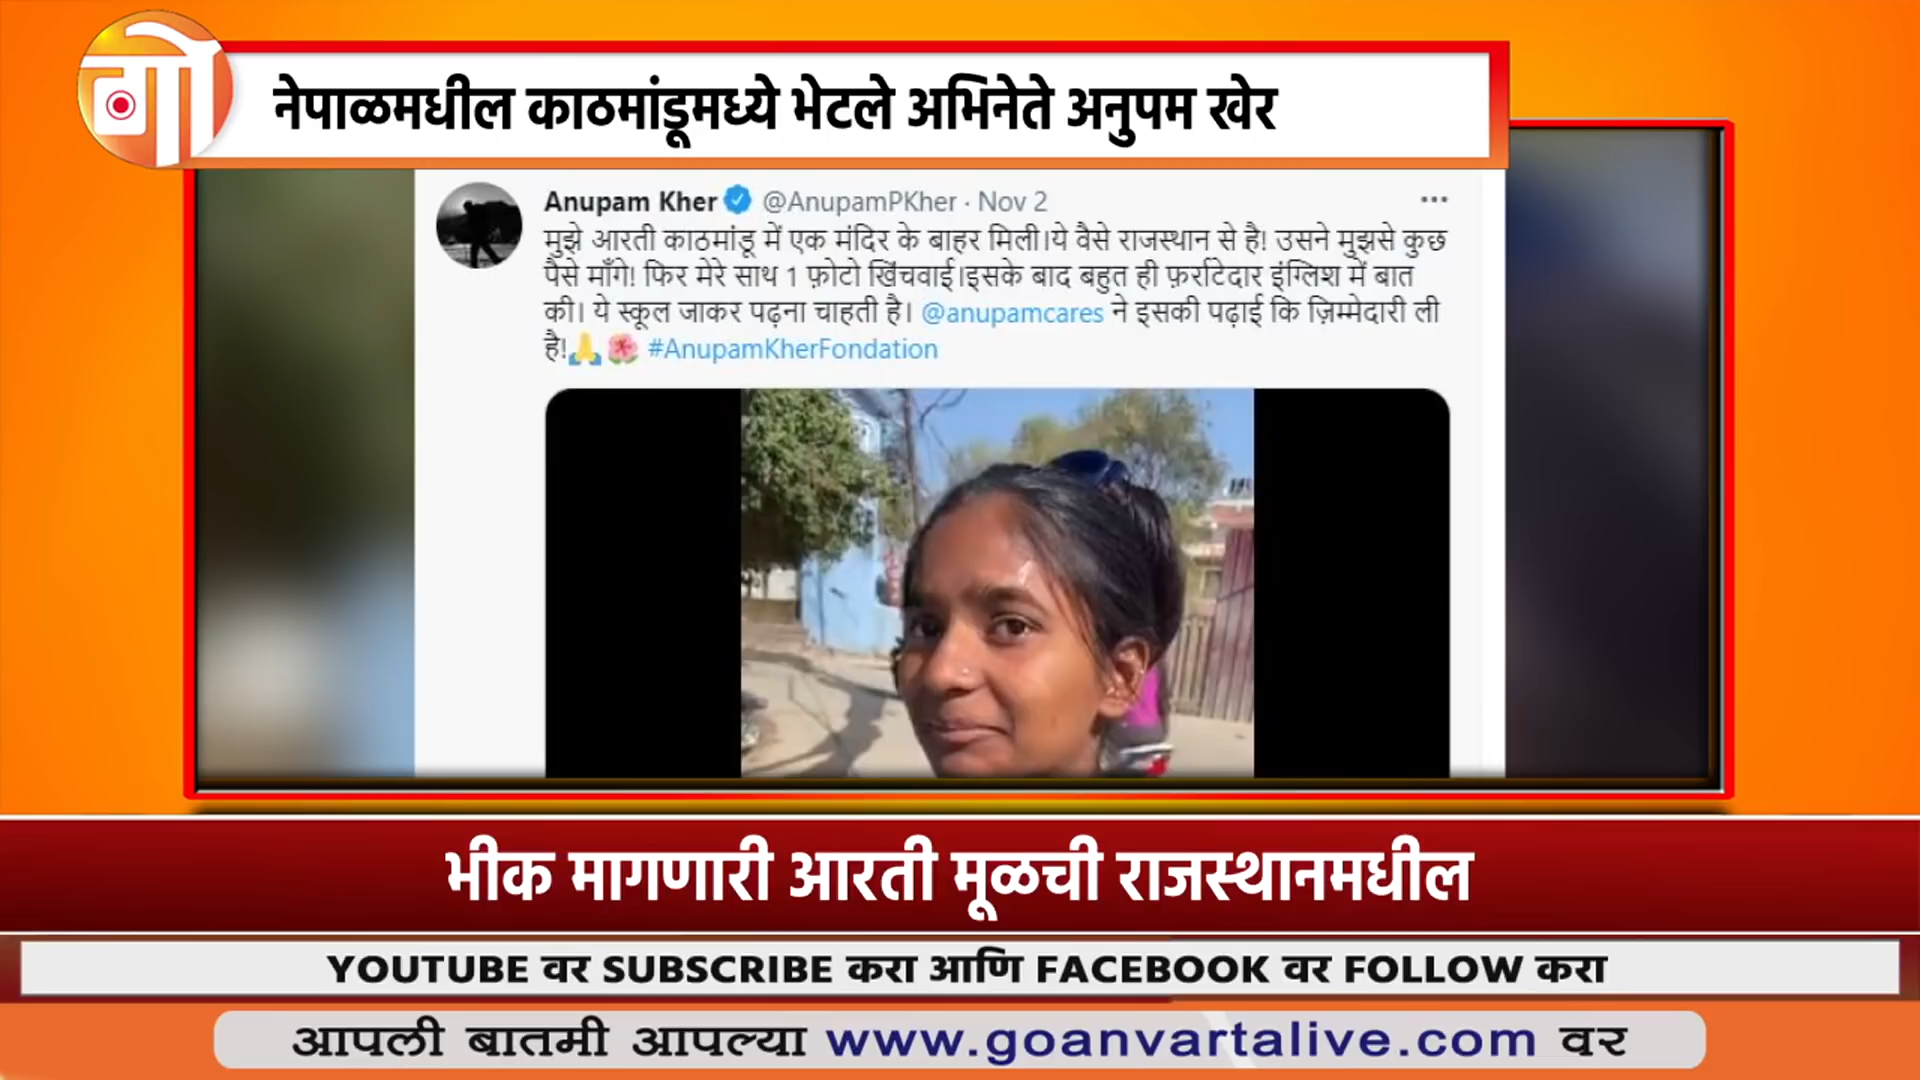 गो
नेपाळमधील काठमांडूमध्ये भेटले अभिनेते अनुपम खेर
Anupam Kher @AnupamPKher · Nov 2
मुझे आरती काठमांडू में एक मंदिर के बाहर मिली।ये वैसे राजस्थान से है! उसने मुझसे कुछ
पैसे माँगे! फिर मेरे साथ 1 फ़ोटो खिंचवाई।इसके बाद बहुत ही फ़र्राटेदार इंग्लिश में बात
की। ये स्कूल जाकर पढ़ना चाहती है। @anupamcares ने इसकी पढ़ाई कि ज़िम्मेदारी ली
है!🙏🌺 #AnupamKherFondation
भीक मागणारी आरती मूळची राजस्थानमधील
YOUTUBE वर SUBSCRIBE करा आणि FACEBOOK वर FOLLOW करा
आपली बातमी आपल्या www.goanvartalive.com वर